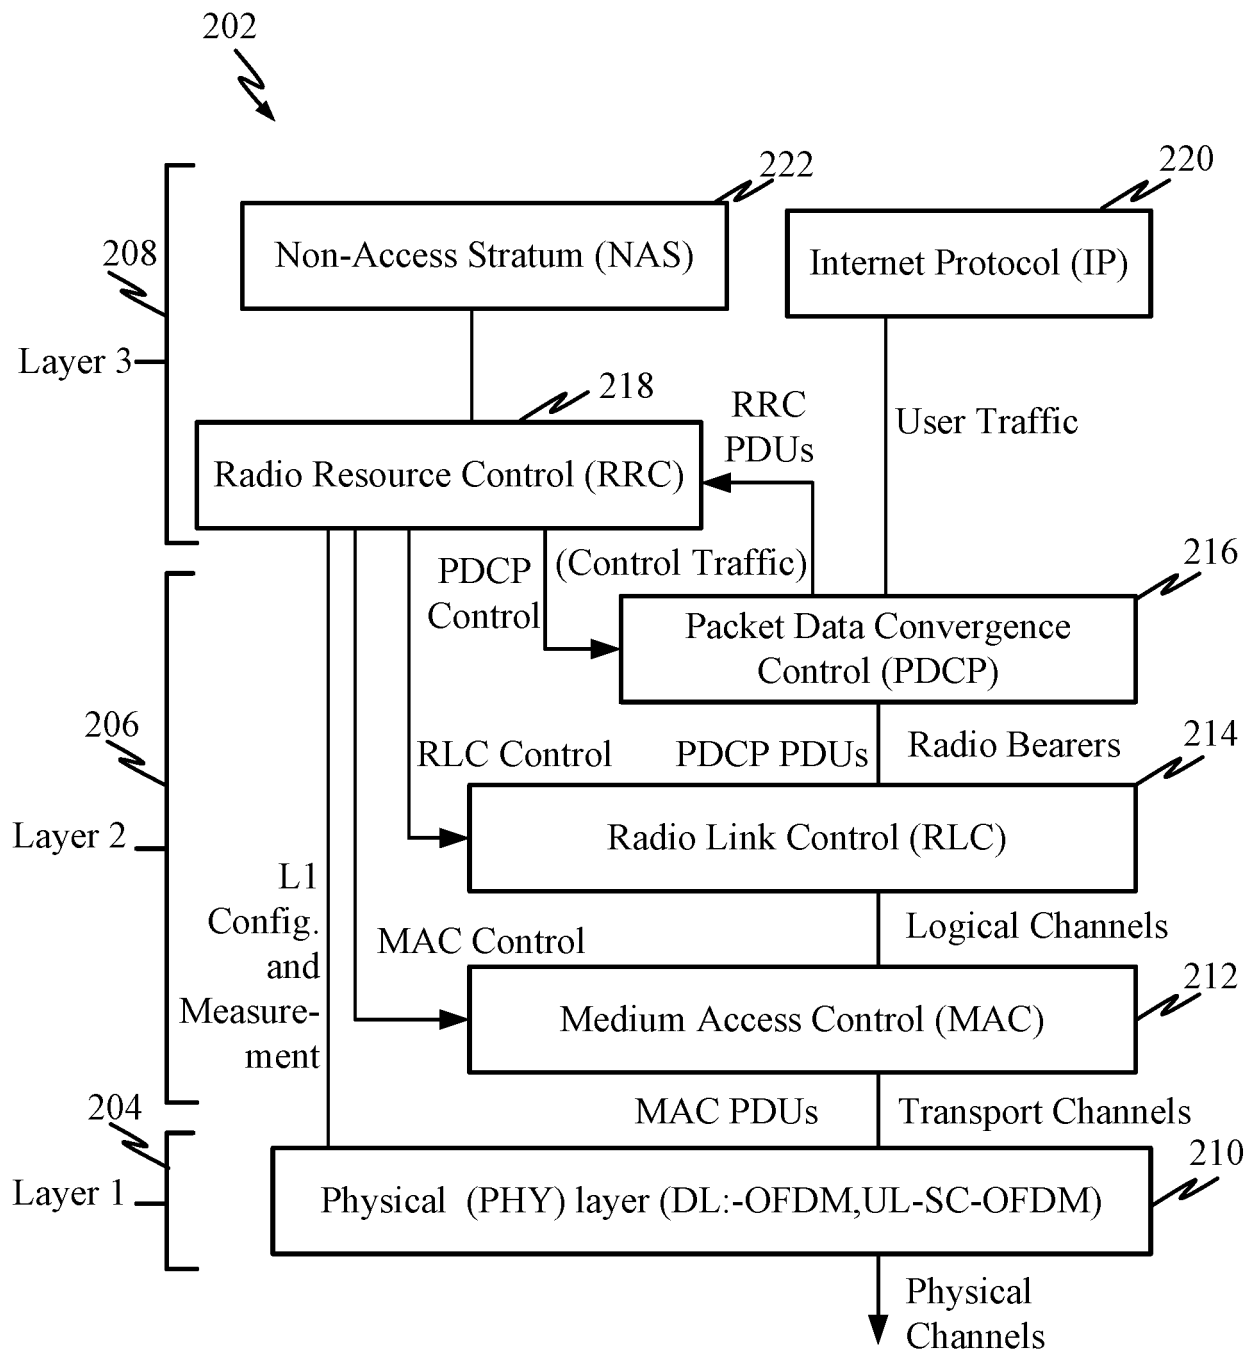 202
222
220
Non-Access Stratum (NAS)
Internet Protocol (IP)
208
Layer 3
218
RRC
PDUs
User Traffic
Radio Resource Control (RRC)
PDCP
Control
(Control Traffic)
216
Packet Data Convergence
Control (PDCP)
206
RLC Control
PDCP PDUs
Radio Bearers
214
Layer 2
Radio Link Control (RLC)
L1
Config.
and
Measure-
ment
MAC Control
Logical Channels
212
Medium Access Control (MAC)
204
MAC PDUs
Transport Channels
210
Layer 1
Physical (PHY) layer (DL:-OFDM,UL-SC-OFDM)
Physical
Channels